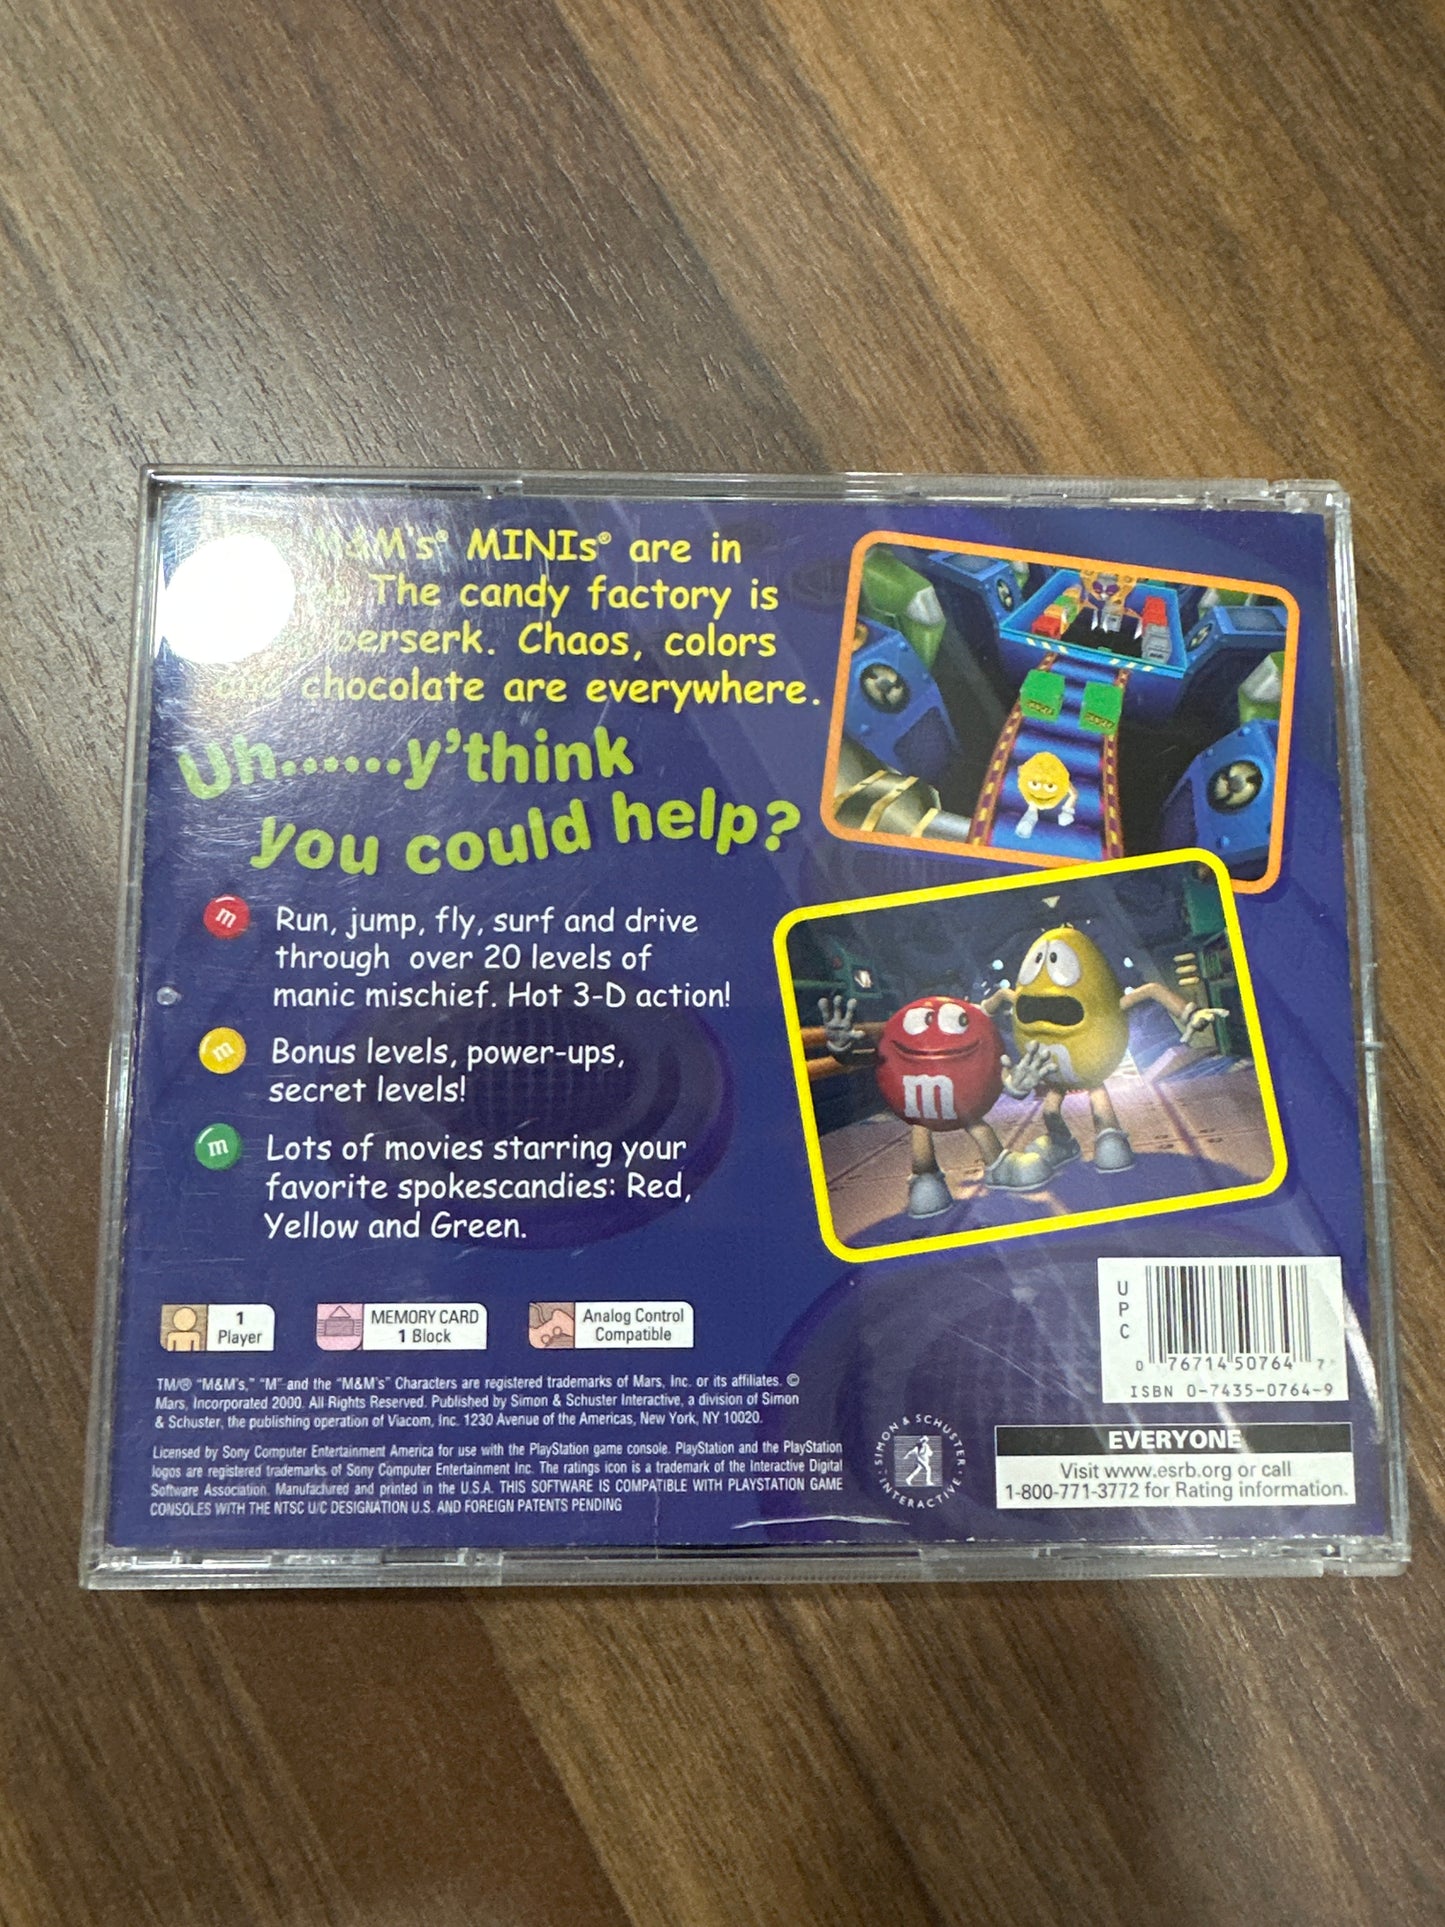 M&M's® MINIs® are in
The candy factory is
berserk. Chaos, colors
and chocolate are everywhere.
Uh......y'think
you could help?
m Run, jump, fly, surf and drive
through over 20 levels of
manic mischief. Hot 3-D action!
m Bonus levels, power-ups,
secret levels!
m Lots of movies starring your
favorite spokescandies: Red,
Yellow and Green.
m
1
Player
MEMORY CARD
1 Block
Analog Control
Compatible
UPC
0 76714 50764 7
ISBN 0-7435-0764-9
TM/® "M&M's," "M" and the "M&M's" Characters are registered trademarks of Mars, Inc. or its affiliates. ©
Mars, Incorporated 2000. All Rights Reserved. Published by Simon & Schuster Interactive, a division of Simon
& Schuster, the publishing operation of Viacom, Inc. 1230 Avenue of the Americas, New York, NY 10020.
Licensed by Sony Computer Entertainment America for use with the PlayStation game console. PlayStation and the PlayStation
logos are registered trademarks of Sony Computer Entertainment Inc. The ratings icon is a trademark of the Interactive Digital
Software Association. Manufactured and printed in the U.S.A. THIS SOFTWARE IS COMPATIBLE WITH PLAYSTATION GAME
CONSOLES WITH THE NTSC U/C DESIGNATION U.S. AND FOREIGN PATENTS PENDING
SIMON & SCHUSTER
INTERACTIVE
EVERYONE
Visit www.esrb.org or call
1-800-771-3772 for Rating information.